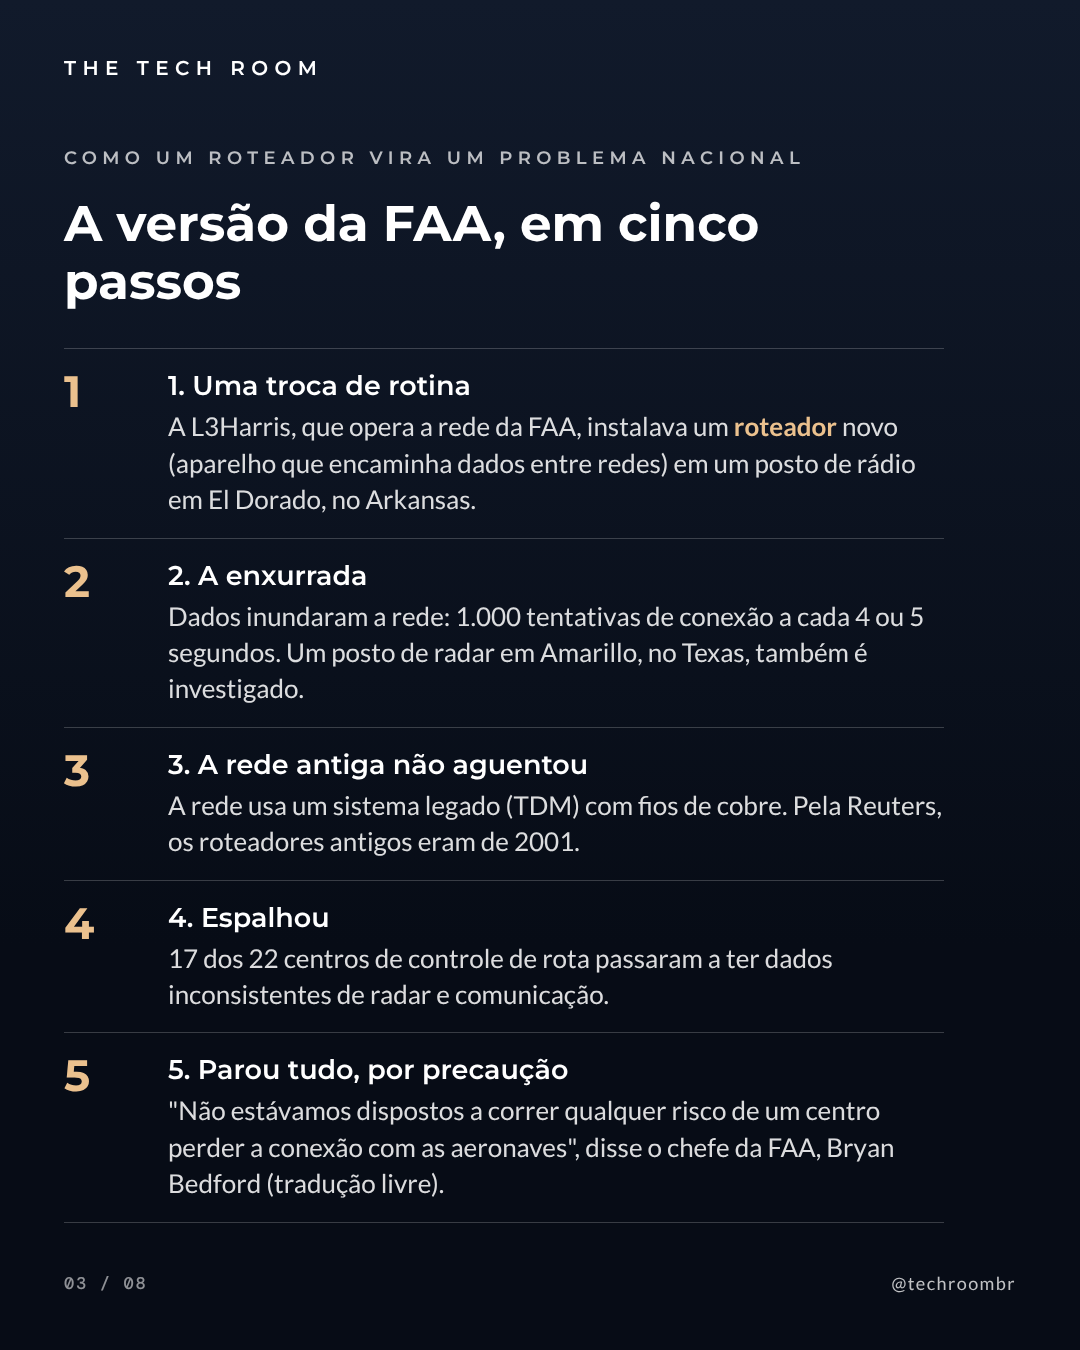 THE TECH ROOM
COMO UM ROTEADOR VIRA UM PROBLEMA NACIONAL
A versão da FAA, em cinco
passos
1
1. Uma troca de rotina
A L3Harris, que opera a rede da FAA, instalava um roteador novo
(aparelho que encaminha dados entre redes) em um posto de rádio
em El Dorado, no Arkansas.
2
2. A enxurrada
Dados inundaram a rede: 1.000 tentativas de conexão a cada 4 ou 5
segundos. Um posto de radar em Amarillo, no Texas, também é
investigado.
3
3. A rede antiga não aguentou
A rede usa um sistema legado (TDM) com fios de cobre. Pela Reuters,
os roteadores antigos eram de 2001.
4
4. Espalhou
17 dos 22 centros de controle de rota passaram a ter dados
inconsistentes de radar e comunicação.
5
5. Parou tudo, por precaução
"Não estávamos dispostos a correr qualquer risco de um centro
perder a conexão com as aeronaves", disse o chefe da FAA, Bryan
Bedford (tradução livre).
03 / 08
@techroombr